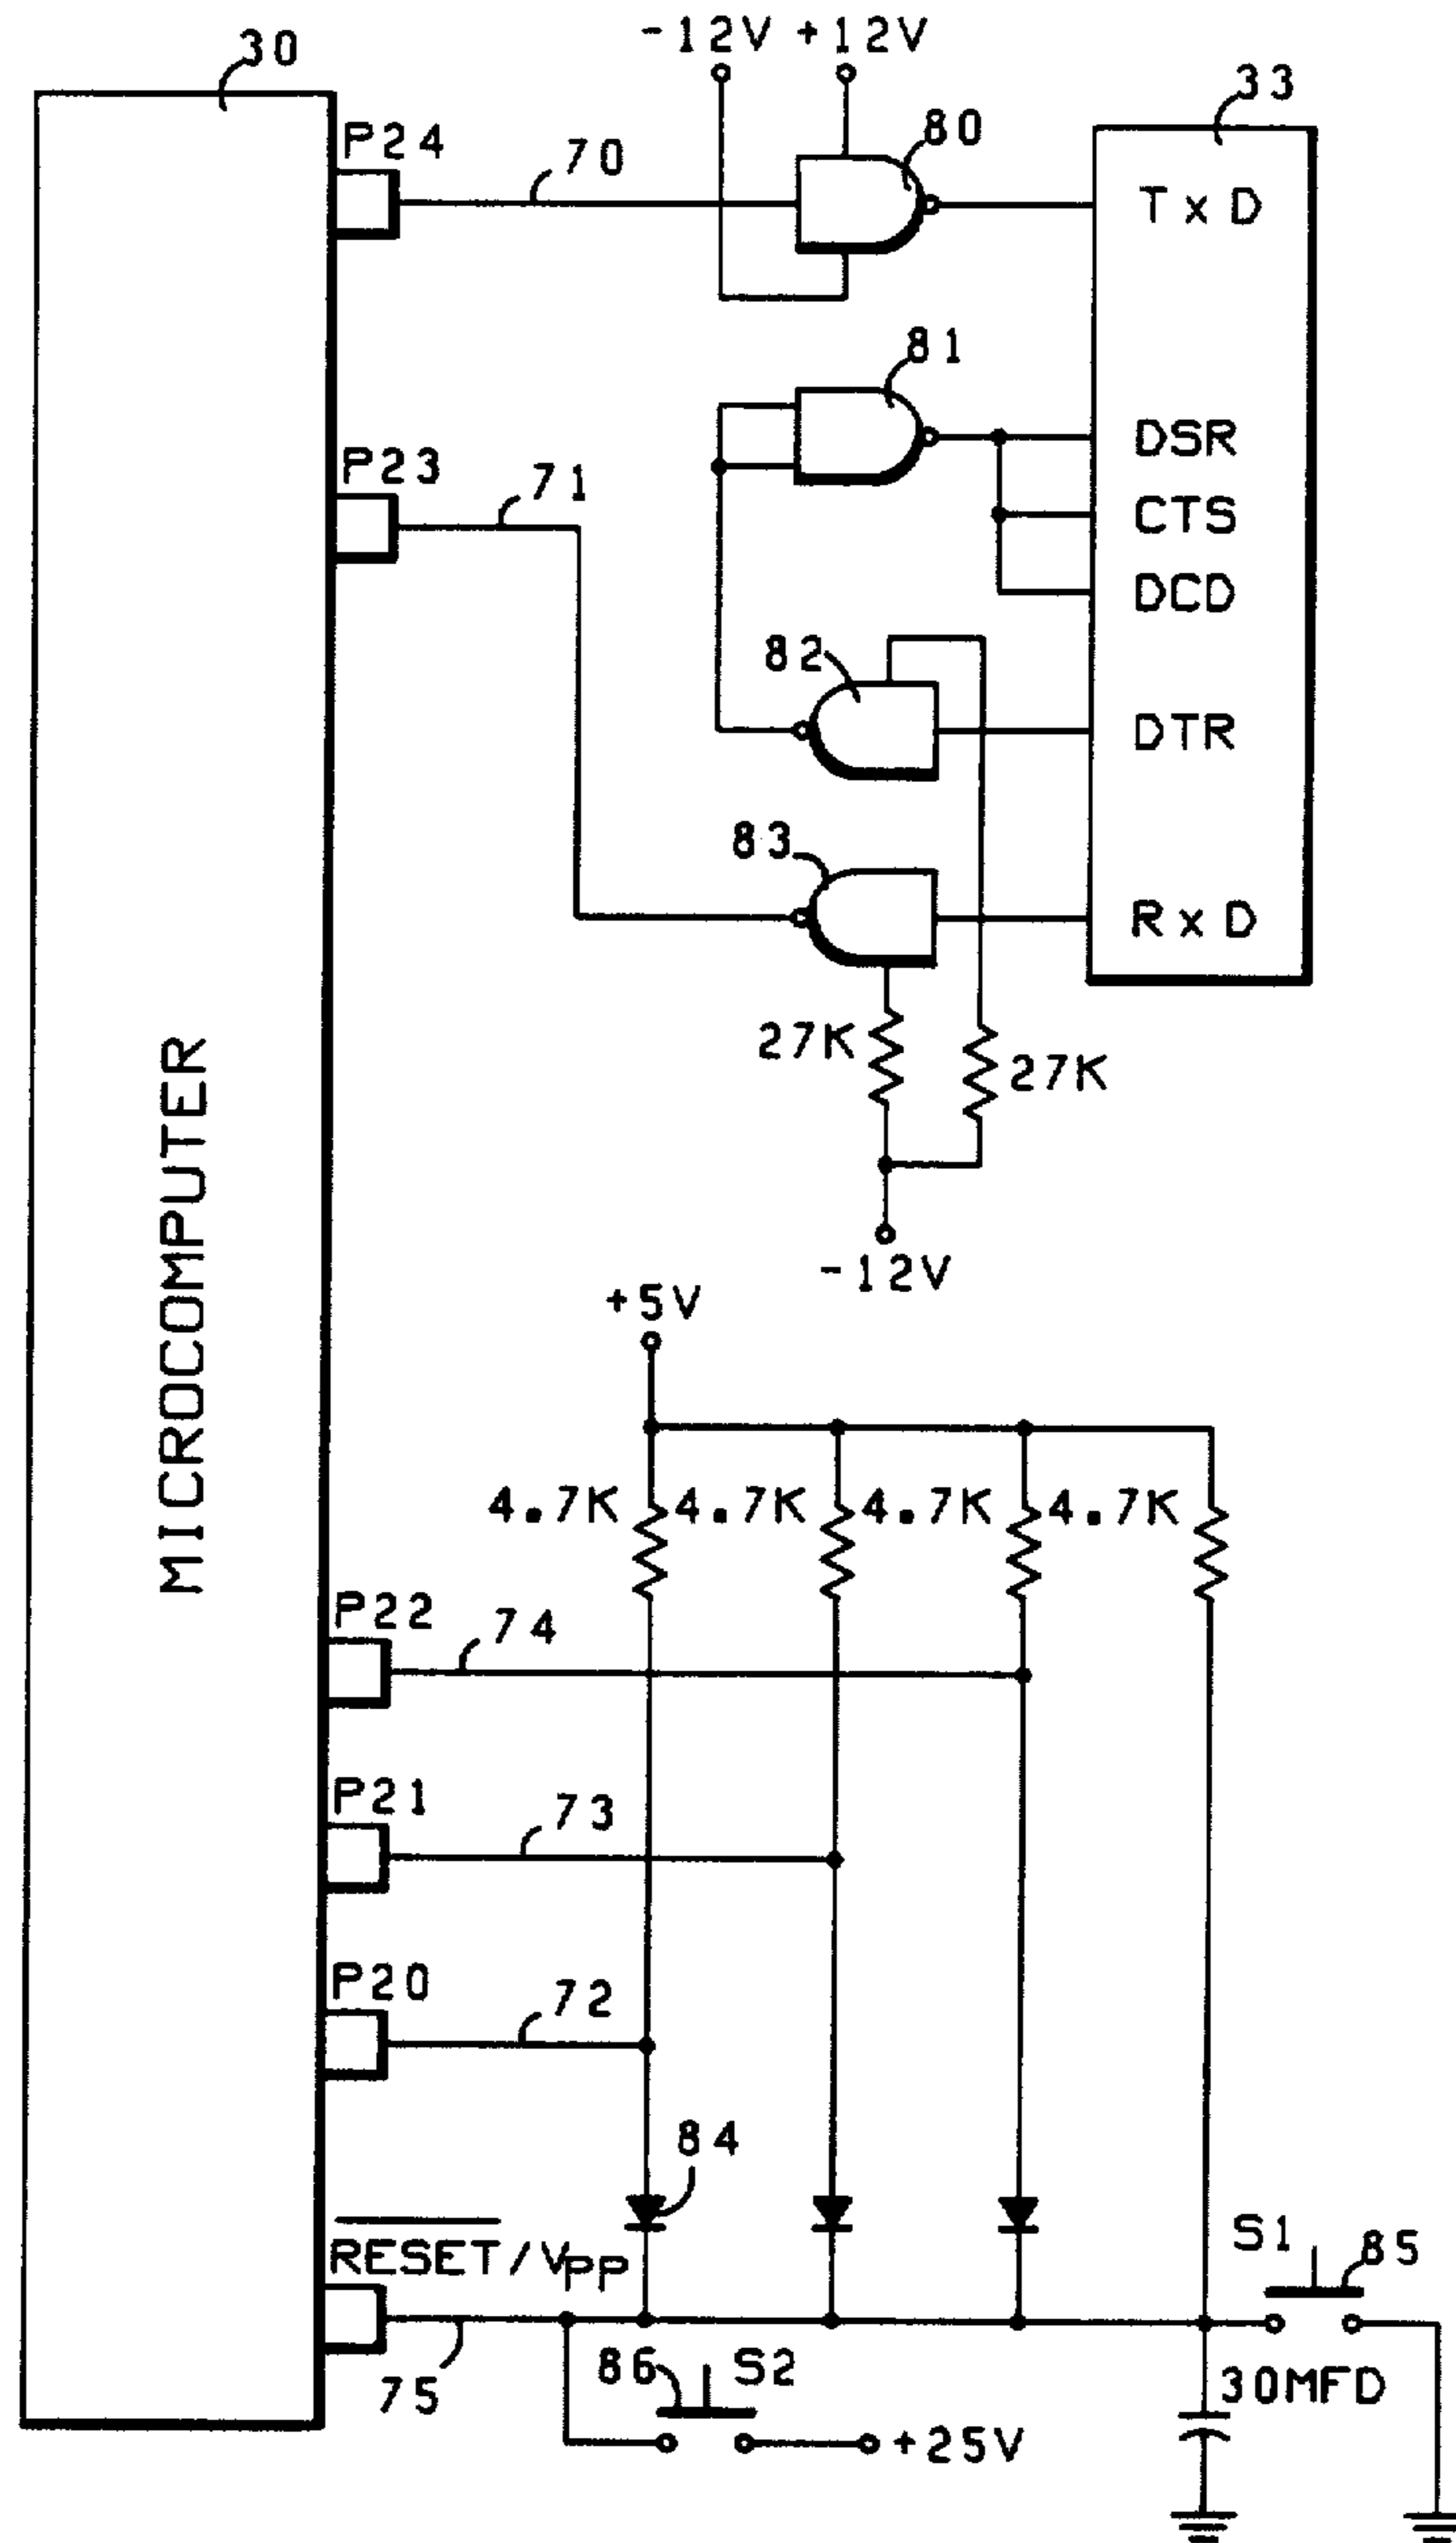 -12V +12V
30
33
P24
70
80
TxD
81
DSR
P23
71
CTS
DCD
82
DTR
83
RxD
27K
27K
-12V
+5V
MICROCOMPUTER
4.7K 4.7K 4.7K 4.7K
P22
74
P21
73
P20
72
84
RESET/VPP
S1
85
75
86
S2
30MFD
+25V